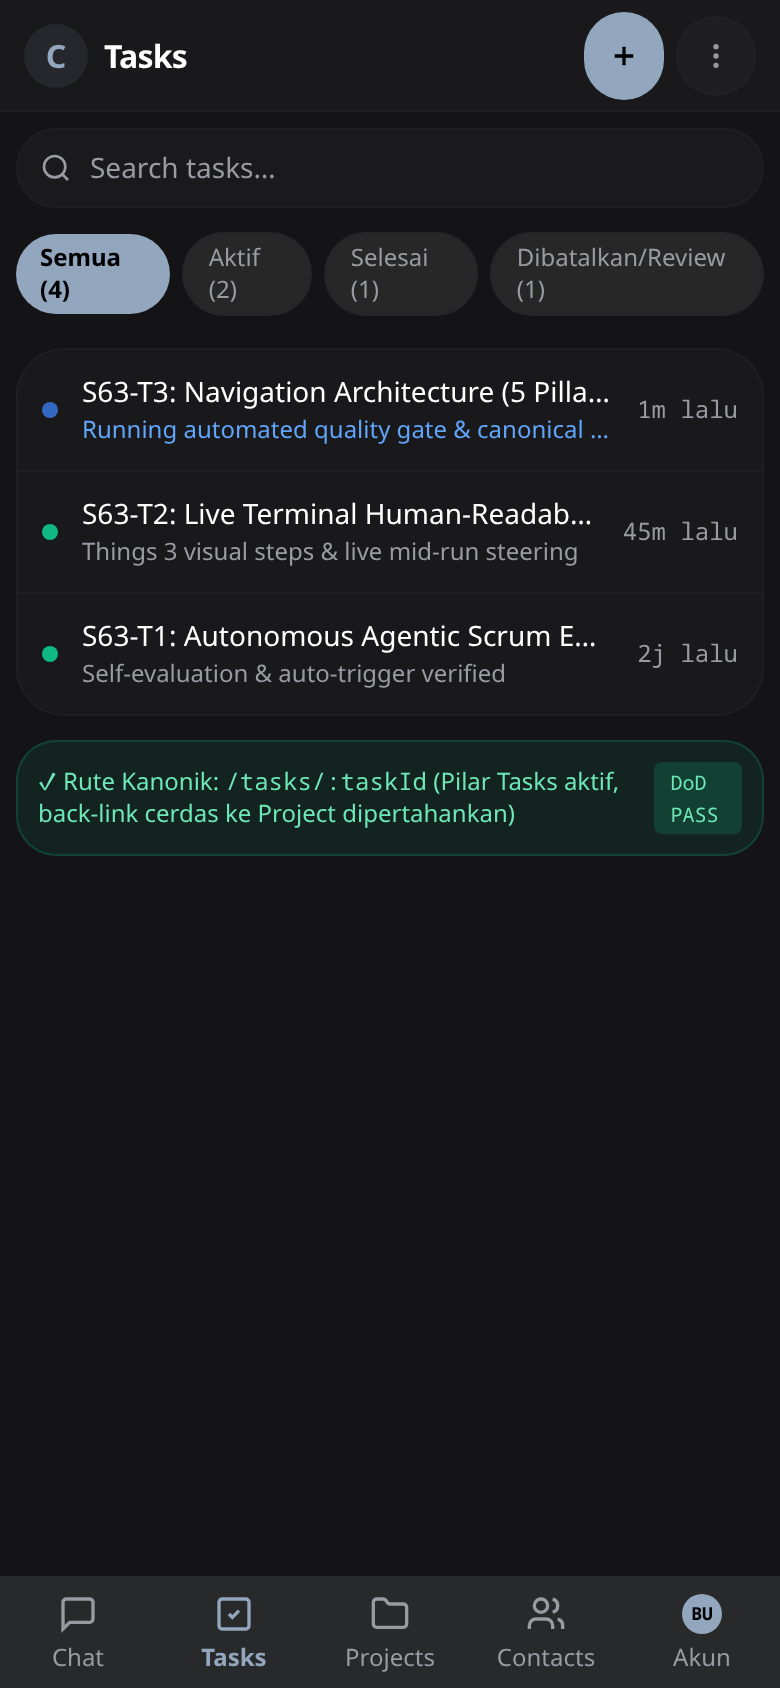 C Tasks
Search tasks...
Semua (4)
Aktif (2)
Selesai (1)
Dibatalkan/Review (1)
S63-T3: Navigation Architecture (5 Pilla...
Running automated quality gate & canonical ...
1m lalu
S63-T2: Live Terminal Human-Readab...
Things 3 visual steps & live mid-run steering
45m lalu
S63-T1: Autonomous Agentic Scrum E...
Self-evaluation & auto-trigger verified
2j lalu
✓ Rute Kanonik: /tasks/:taskId (Pilar Tasks aktif,
back-link cerdas ke Project dipertahankan)
DoD
PASS
Chat
Tasks
Projects
Contacts
BU
Akun